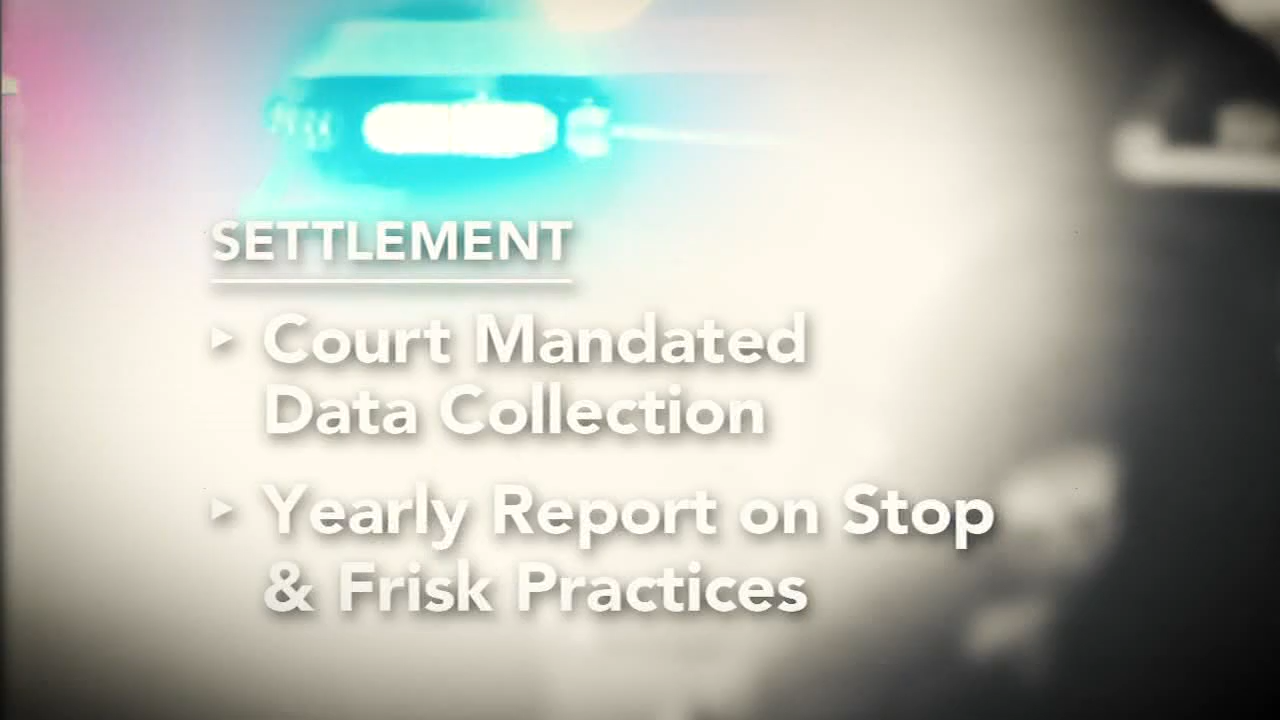 SETTLEMENT
▸ Court Mandated
Data Collection
▸ Yearly Report on Stop
& Frisk Practices